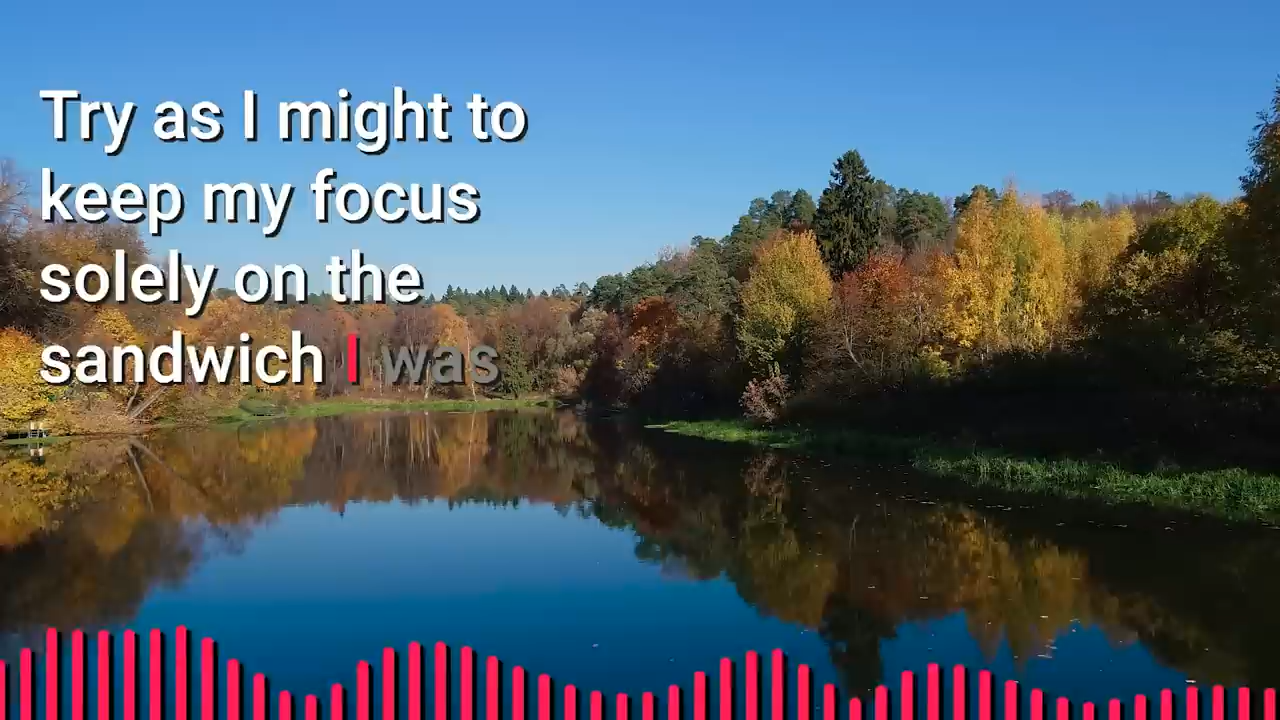 Try as I might to
keep my focus
solely on the
sandwich I was